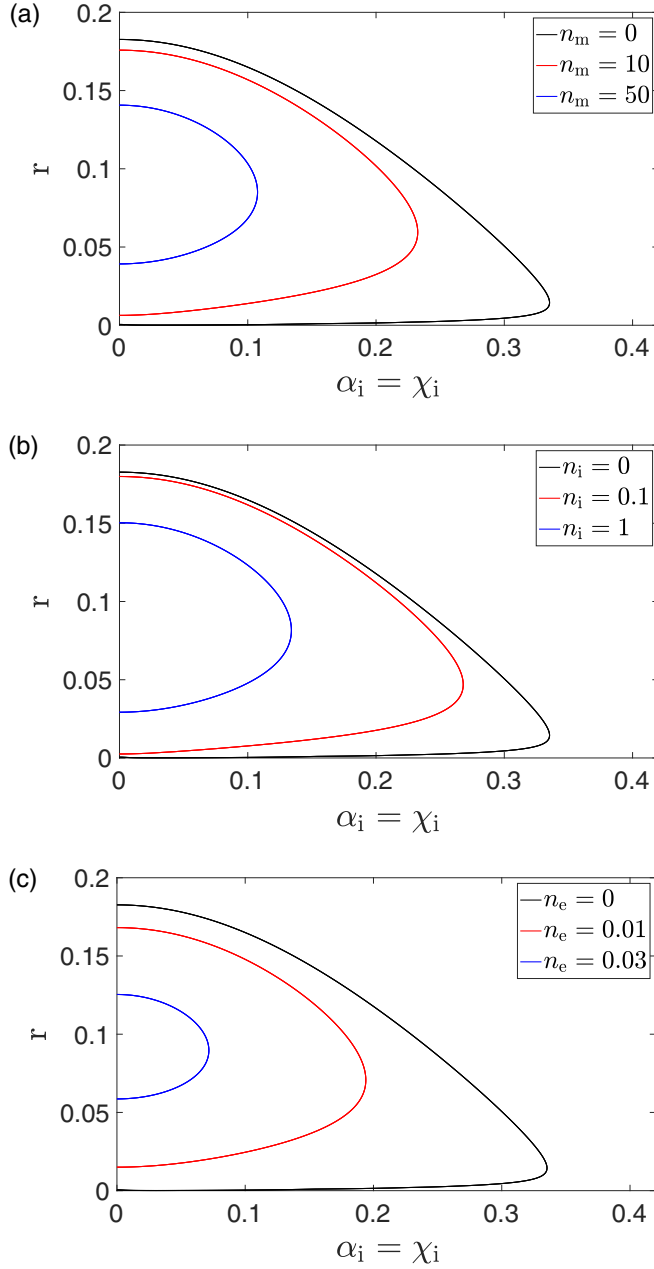 (a)
0.2
0.15
0.1
0.05
0
r
n_m = 0
n_m = 10
n_m = 50
0 0.1 0.2 0.3 0.4
α_i = χ_i
(b)
0.2
0.15
0.1
0.05
0
r
n_i = 0
n_i = 0.1
n_i = 1
0 0.1 0.2 0.3 0.4
α_i = χ_i
(c)
0.2
0.15
0.1
0.05
0
r
n_e = 0
n_e = 0.01
n_e = 0.03
0 0.1 0.2 0.3 0.4
α_i = χ_i